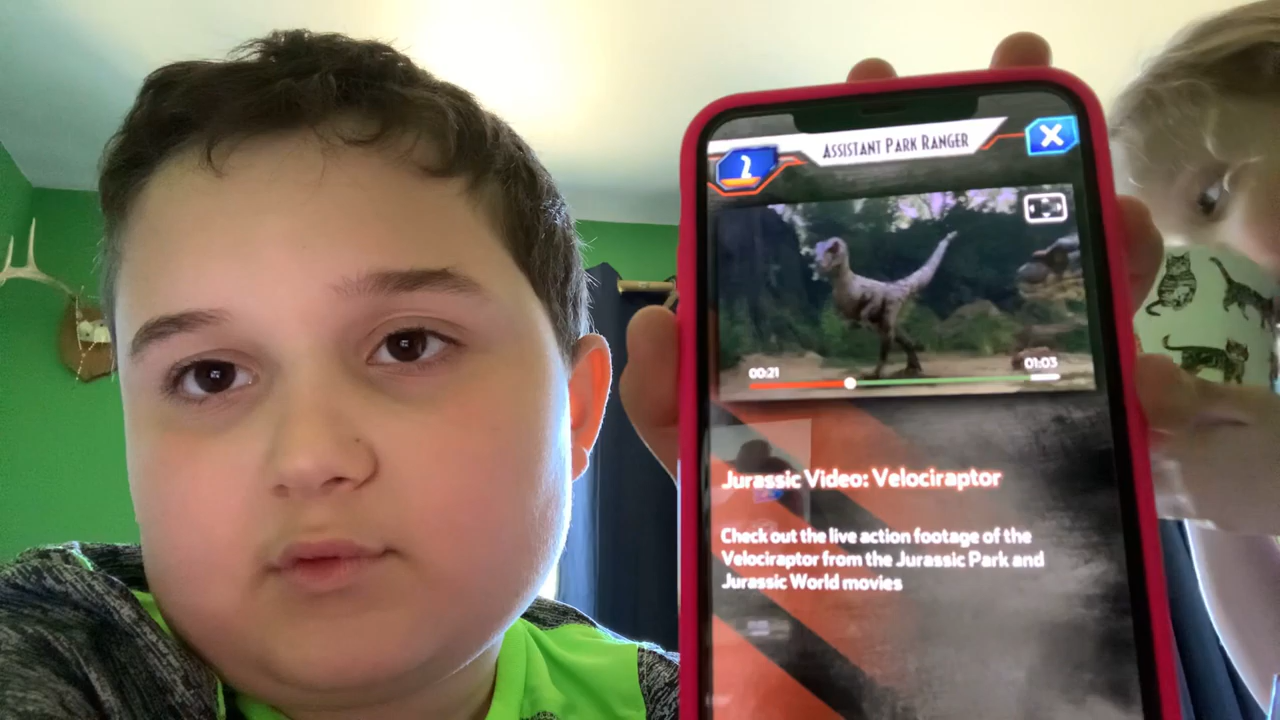 2
ASSISTANT PARK RANGER
X
00:21
01:03
Jurassic Video: Velociraptor
Check out the live action footage of the
Velociraptor from the Jurassic Park and
Jurassic World movies